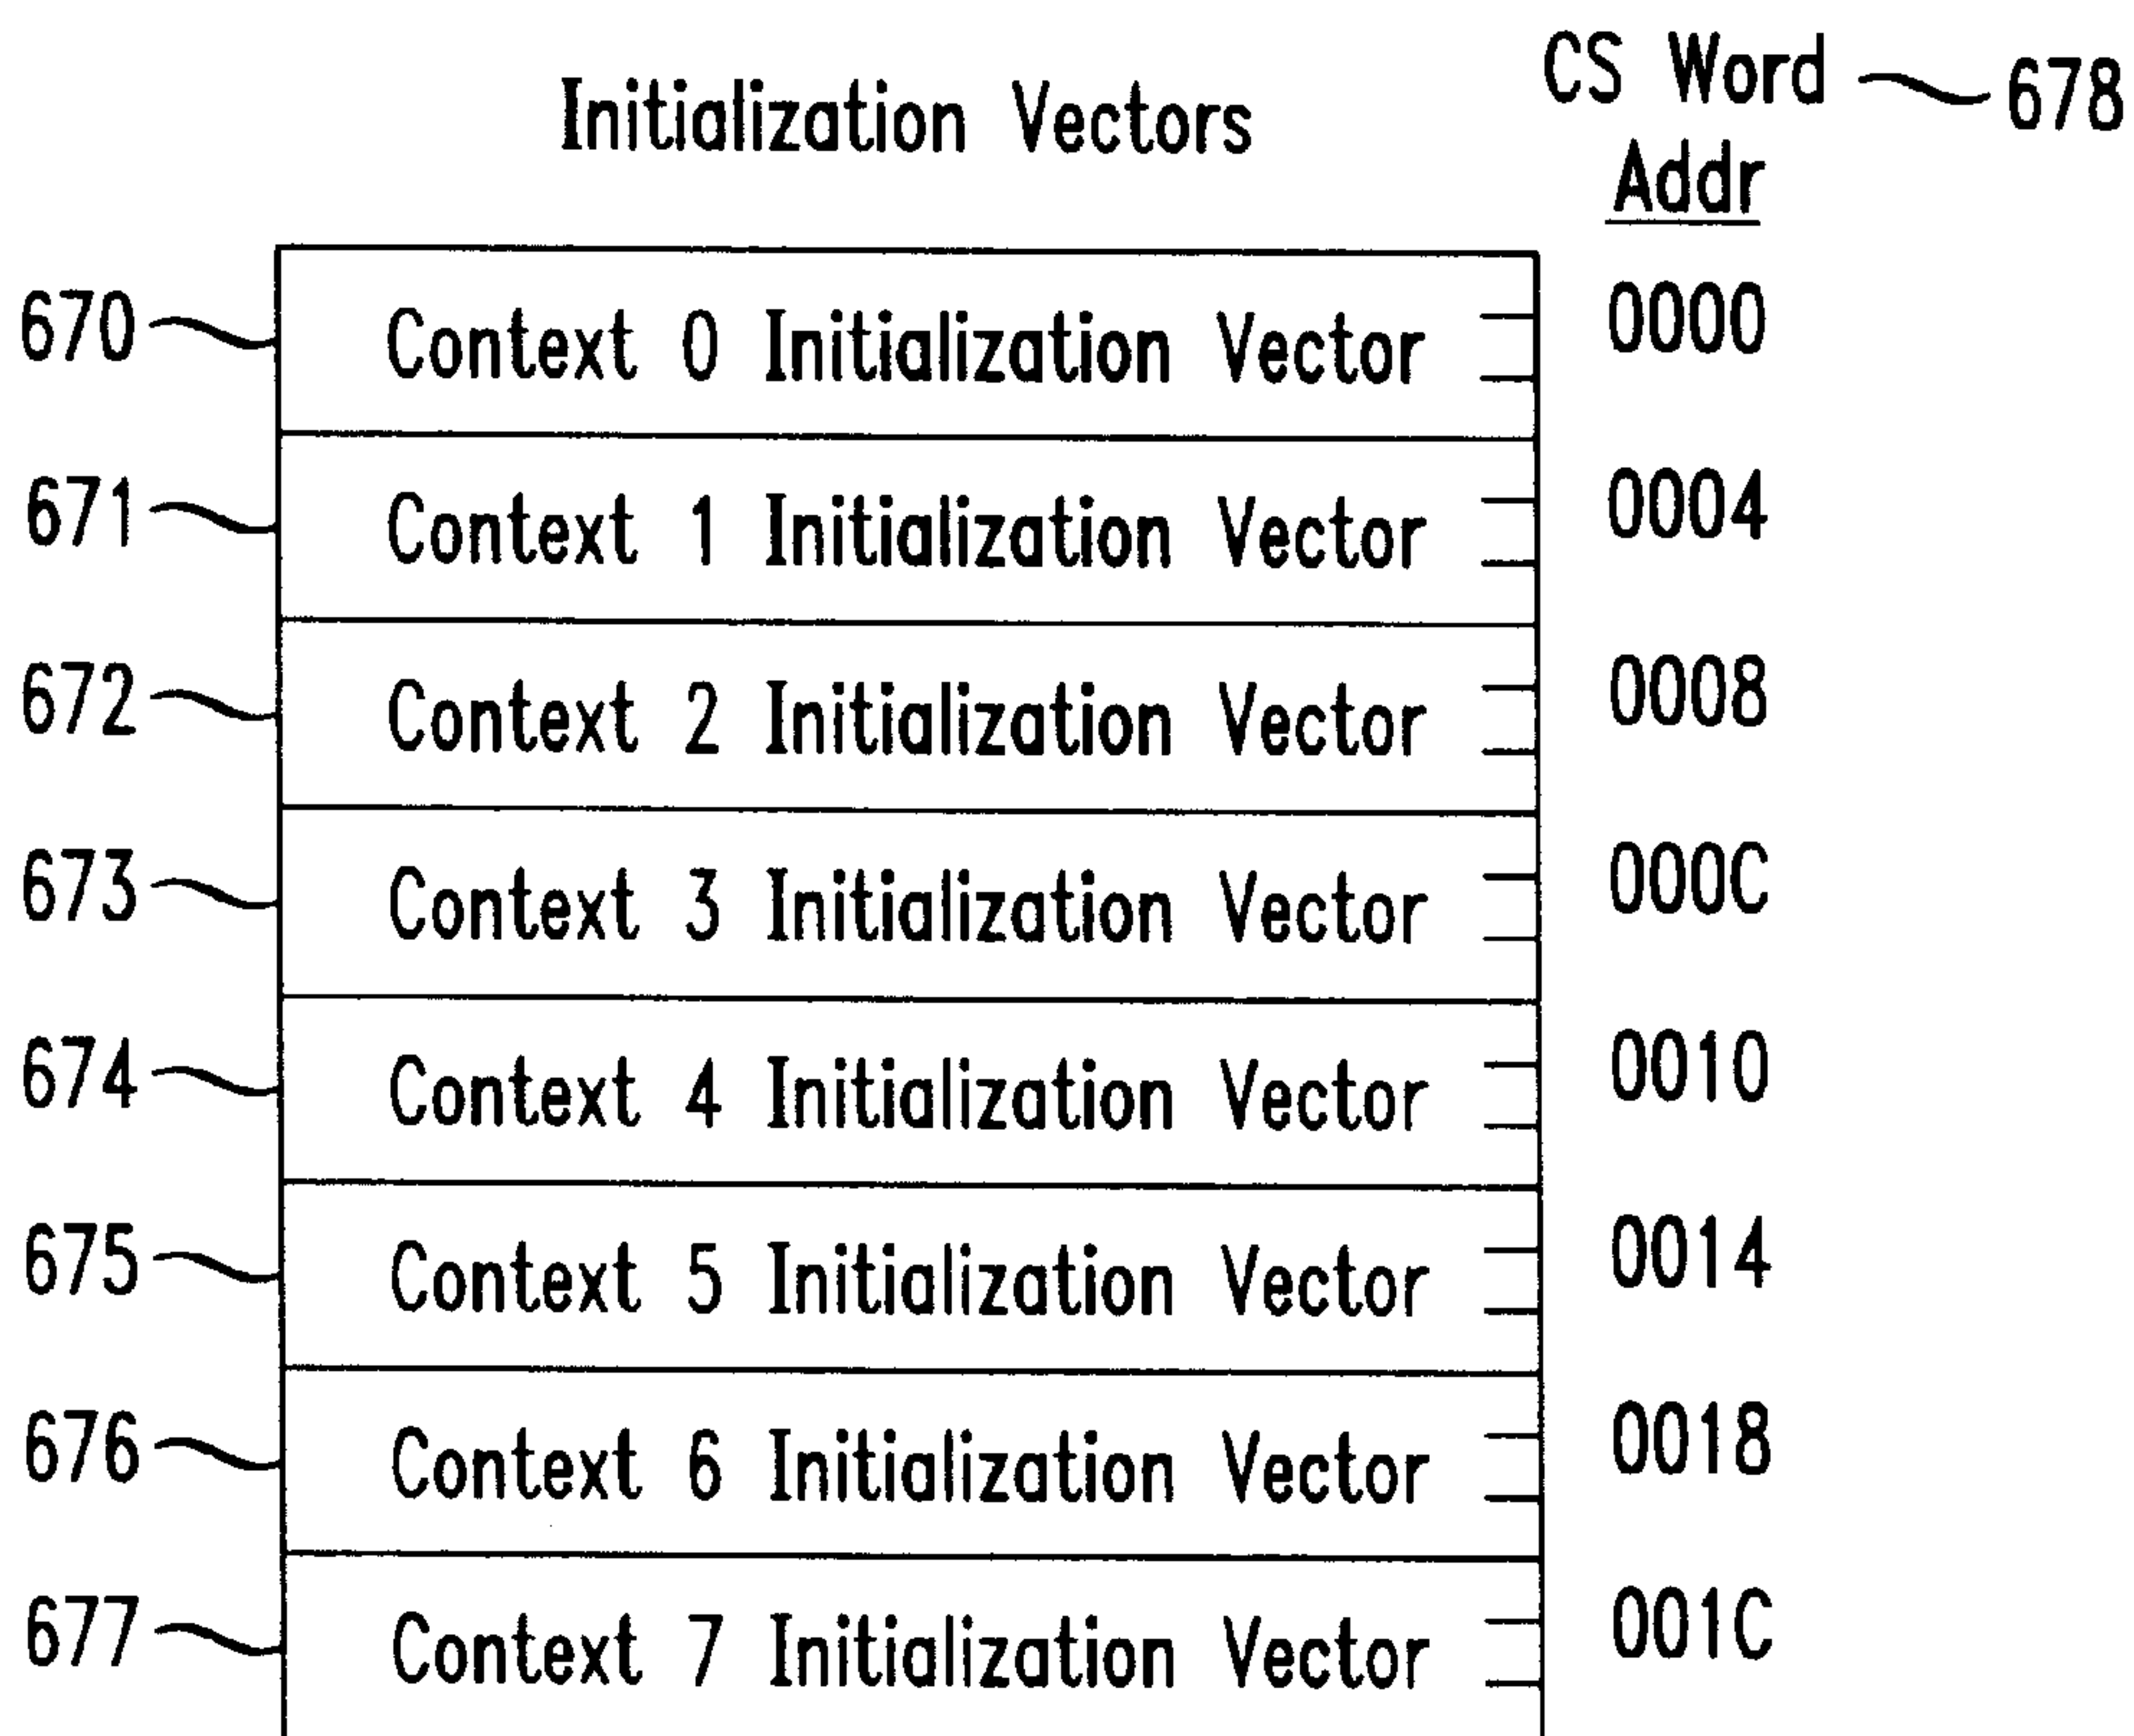 CS Word 678
Initialization Vectors
Addr
670 Context 0 Initialization Vector 0000
671 Context 1 Initialization Vector 0004
672 Context 2 Initialization Vector 0008
673 Context 3 Initialization Vector 000C
674 Context 4 Initialization Vector 0010
675 Context 5 Initialization Vector 0014
676 Context 6 Initialization Vector 0018
677 Context 7 Initialization Vector 001C